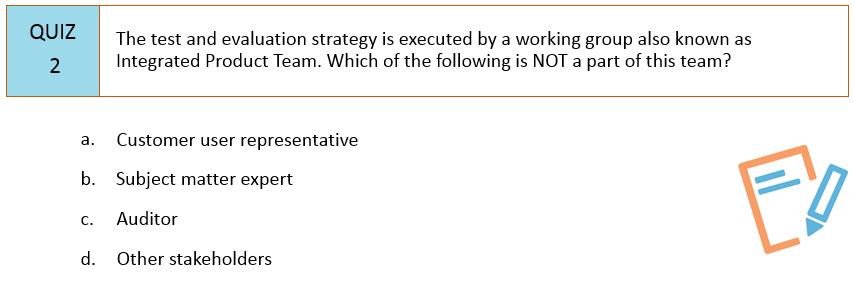 QUIZ
2
The test and evaluation strategy is executed by a working group also known as
Integrated Product Team. Which of the following is NOT a part of this team?
a. Customer user representative
b. Subject matter expert
c. Auditor
d. Other stakeholders